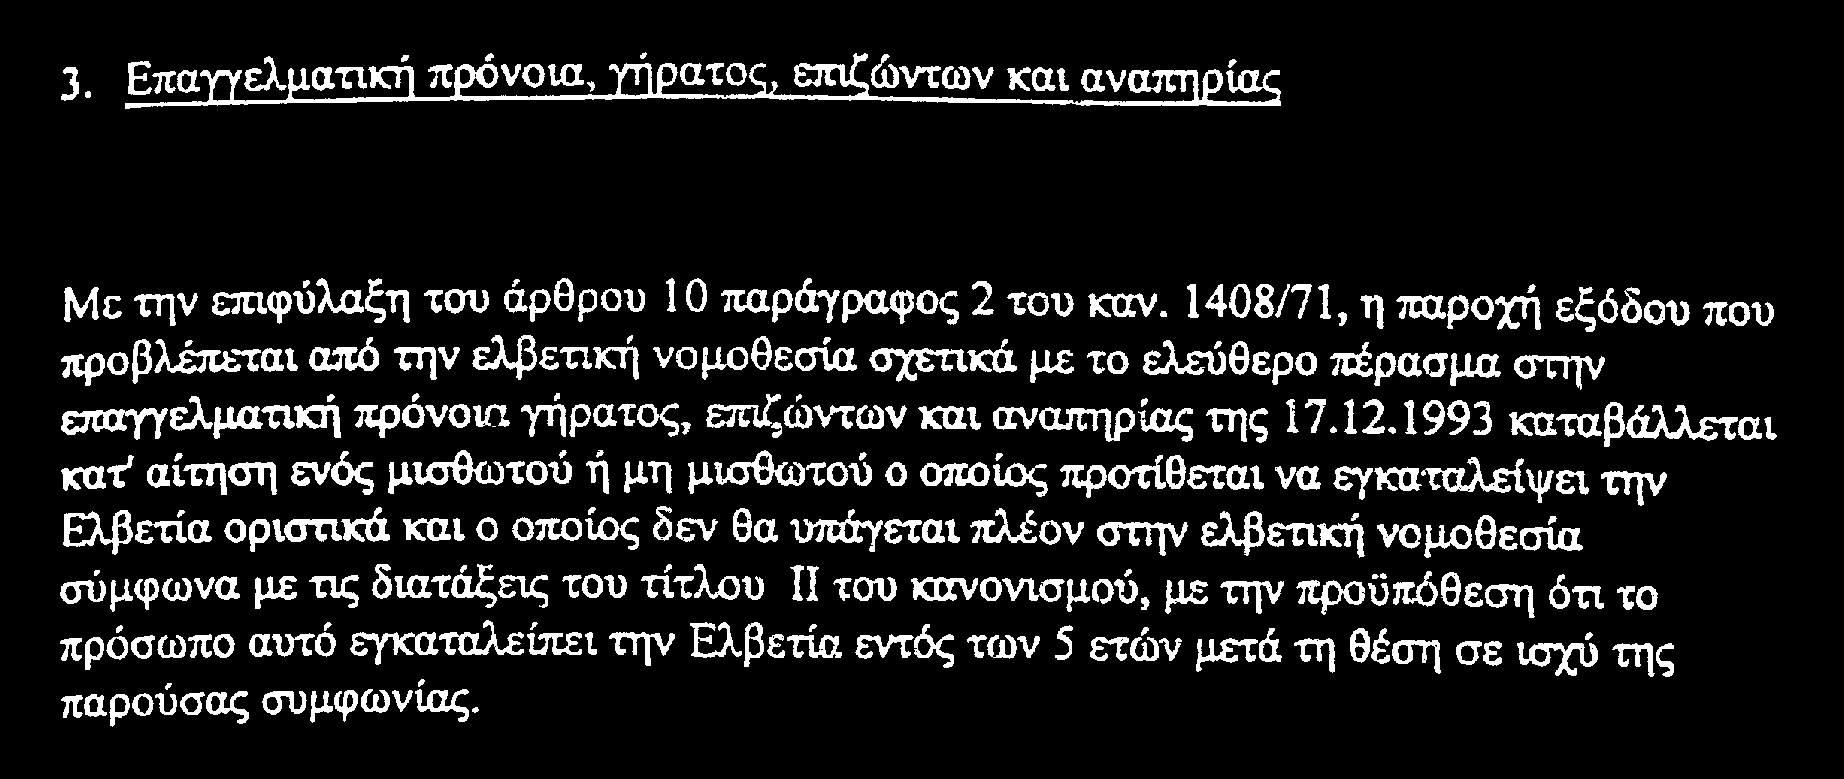 3. Επαγγελματική πρόνοια, γήρατος, επιζώντων και αναπηρίας
Με την επιφύλαξη του άρθρου 10 παράγραφος 2 του καν. 1408/71, η παροχή εξόδου που
προβλέπεται από την ελβετική νομοθεσία σχετικά με το ελεύθερο πέρασμα στην
επαγγελματική πρόνοια γήρατος, επιζώντων και αναπηρίας της 17.12.1993 καταβάλλεται
κατ' αίτηση ενός μισθωτού ή μη μισθωτού ο οποίος προτίθεται να εγκαταλείψει την
Ελβετία οριστικά και ο οποίος δεν θα υπάγεται πλέον στην ελβετική νομοθεσία
σύμφωνα με τις διατάξεις του τίτλου II του κανονισμού, με την προϋπόθεση ότι το
πρόσωπο αυτό εγκαταλείπει την Ελβετία εντός των 5 ετών μετά τη θέση σε ισχύ της
παρούσας συμφωνίας.